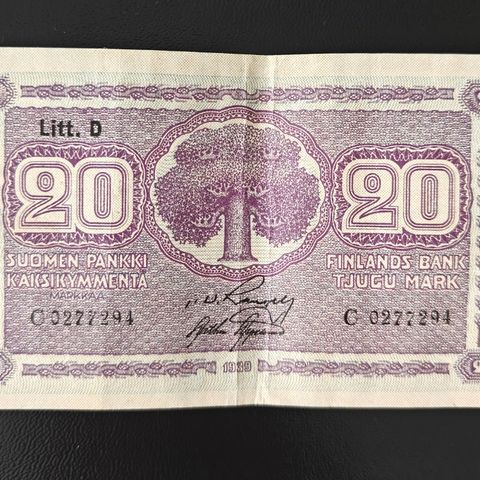 Litt. D
20 20
SUOMEN PANKKI
KAKSIKYMMENTÄ
MARKKAA
FINLANDS BANK
TJUGU MARK
C 0277294 C 0277294
1939